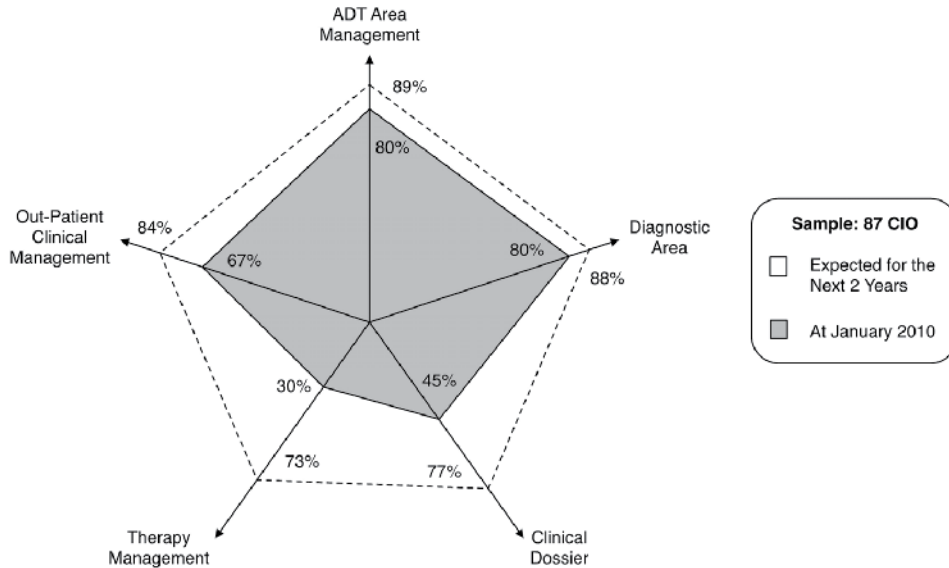 ADT Area
Management
89%
80%
Out-Patient
Clinical
Management
84%
67%
Diagnostic
Area
80%
88%
Sample: 87 CIO
Expected for the
Next 2 Years
At January 2010
30%
45%
73%
77%
Therapy
Management
Clinical
Dossier